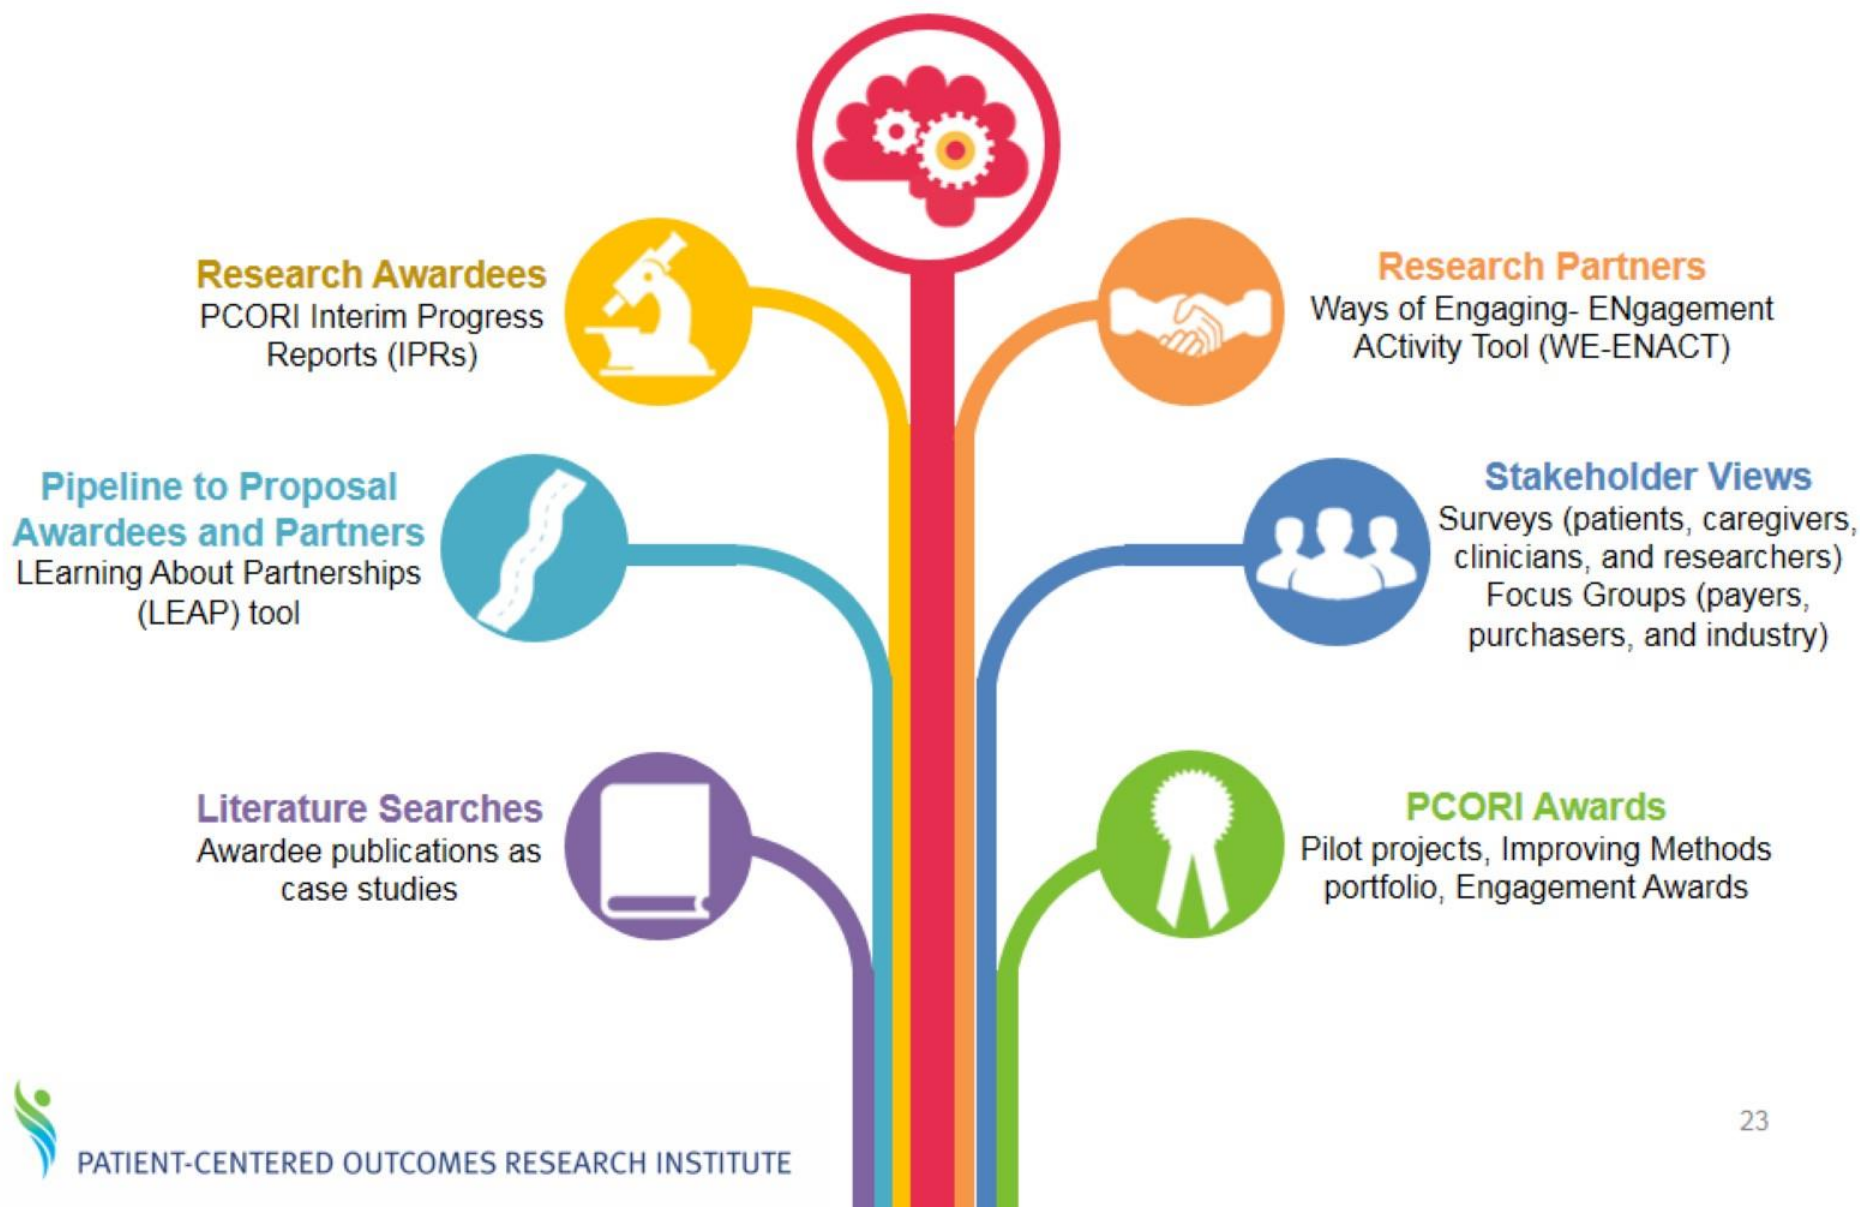 Research Awardees
PCORI Interim Progress
Reports (IPRs)
Research Partners
Ways of Engaging- ENgagement
ACtivity Tool (WE-ENACT)
Pipeline to Proposal
Awardees and Partners
LEarning About Partnerships
(LEAP) tool
Stakeholder Views
Surveys (patients, caregivers,
clinicians, and researchers)
Focus Groups (payers,
purchasers, and industry)
Literature Searches
Awardee publications as
case studies
PCORI Awards
Pilot projects, Improving Methods
portfolio, Engagement Awards
PATIENT-CENTERED OUTCOMES RESEARCH INSTITUTE
23